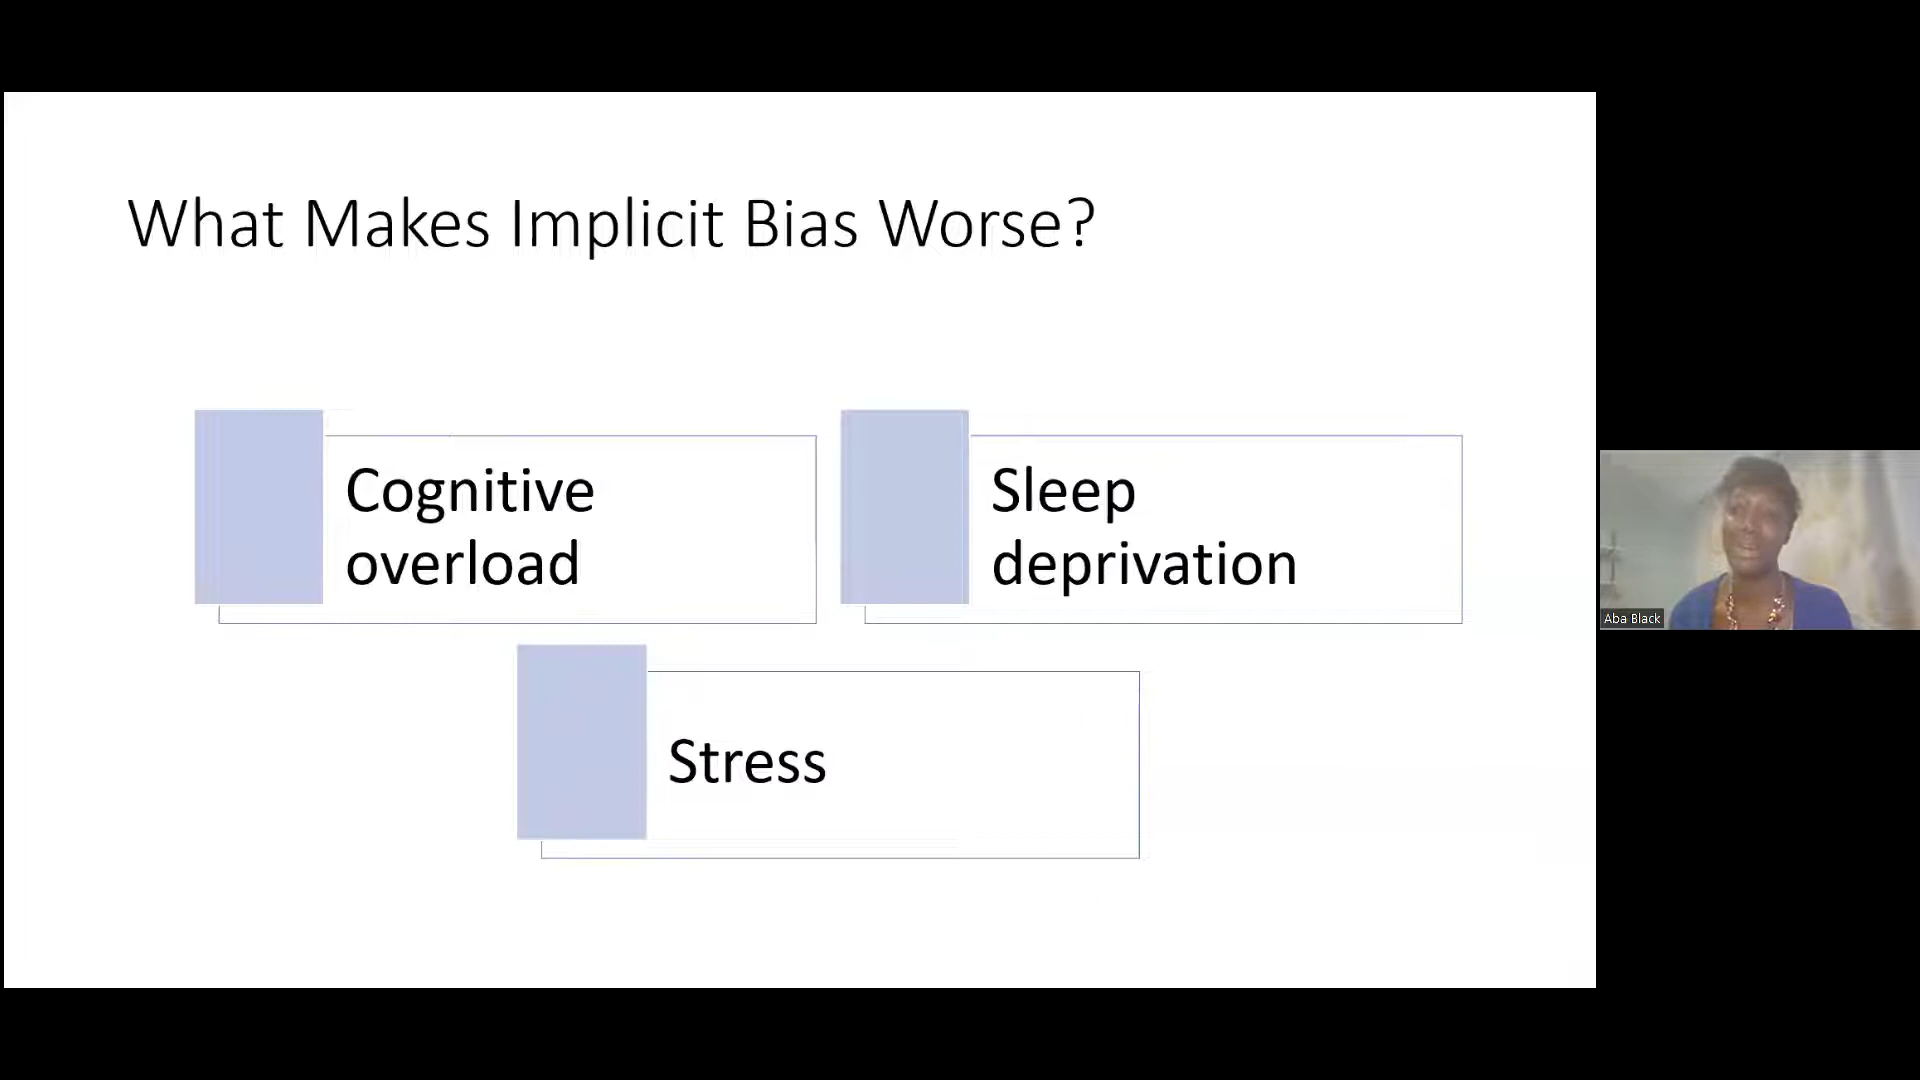 What Makes Implicit Bias Worse?
Cognitive
overload
Sleep
deprivation
Stress
Aba Black